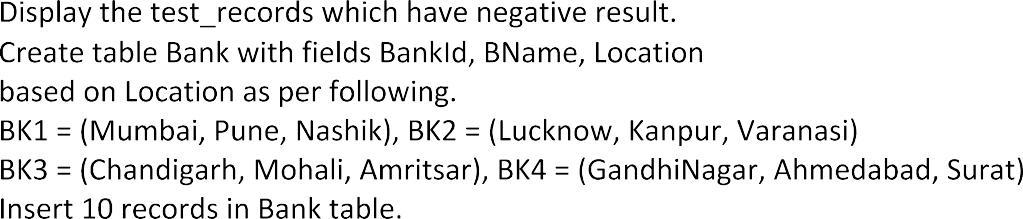 Display the test_records which have negative result.
Create table Bank with fields BankId, BName, Location
based on Location as per following.
BK1 = (Mumbai, Pune, Nashik), BK2 = (Lucknow, Kanpur, Varanasi)
BK3 = (Chandigarh, Mohali, Amritsar), BK4 = (GandhiNagar, Ahmedabad, Surat)
Insert 10 records in Bank table.